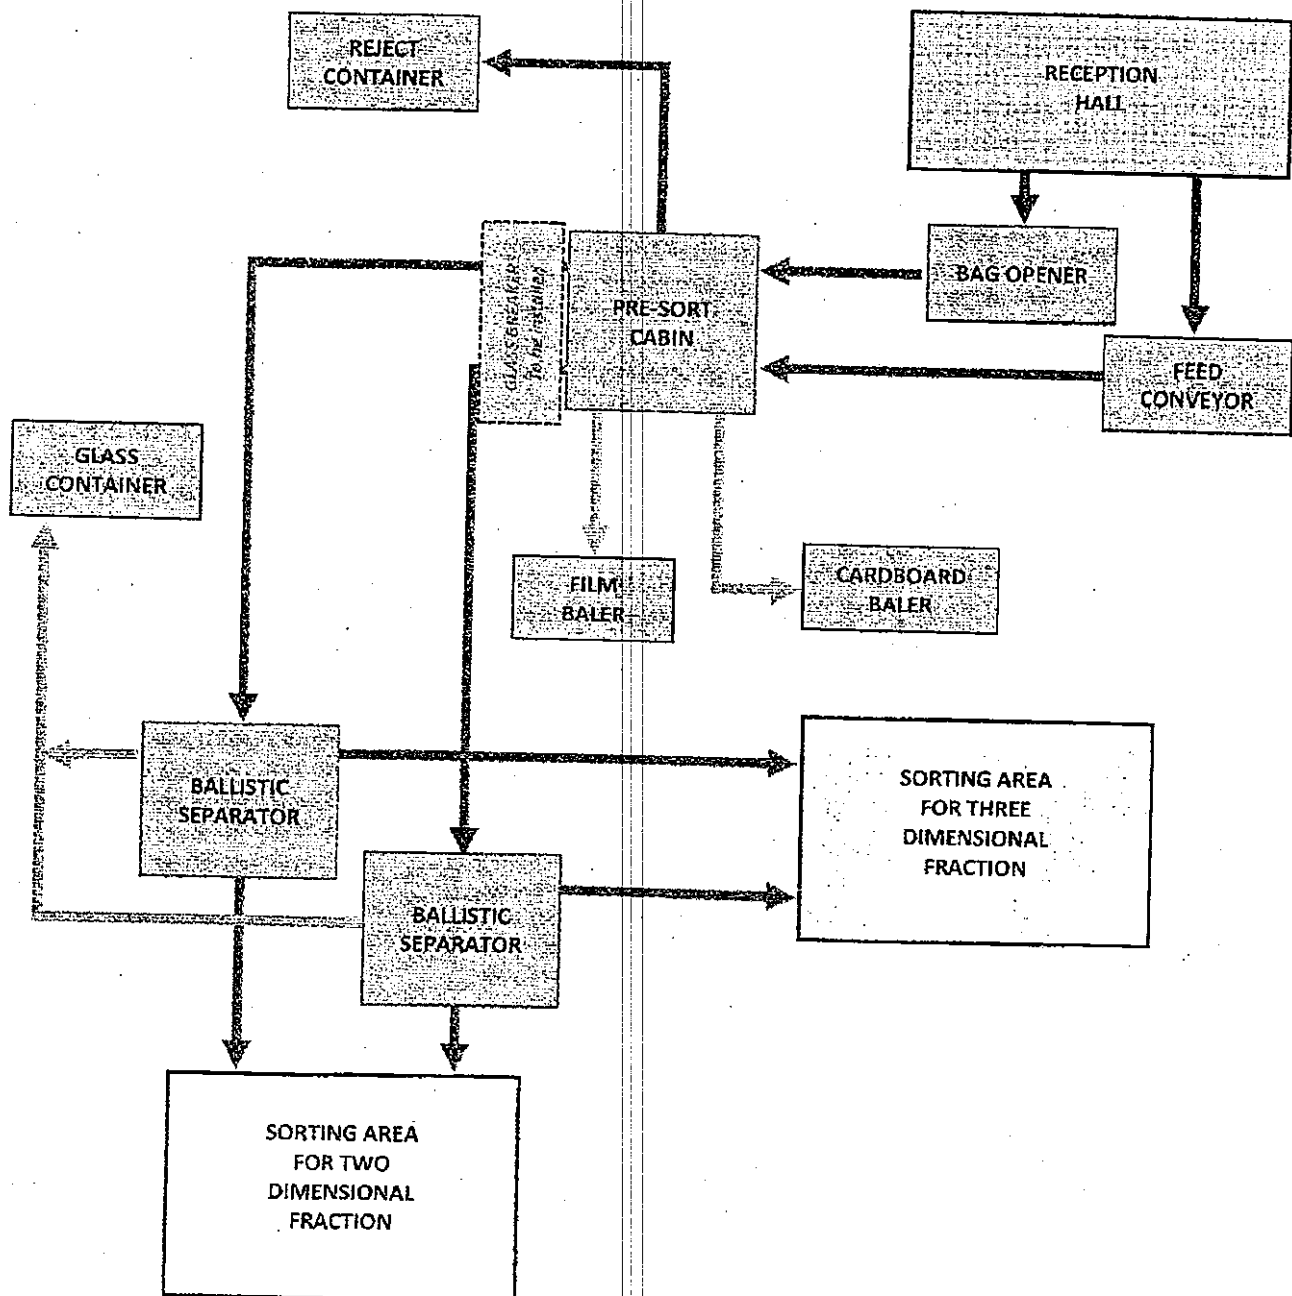 REJECT
CONTAINER
RECEPTION
HALL
BAG OPENER
PRE-SORT
CABIN
GLASS BREAKER
To be installed
FEED
CONVEYOR
GLASS
CONTAINER
FILM
BALER
CARDBOARD
BALER
BALLISTIC
SEPARATOR
SORTING AREA
FOR THREE
DIMENSIONAL
FRACTION
BALLISTIC
SEPARATOR
SORTING AREA
FOR TWO
DIMENSIONAL
FRACTION